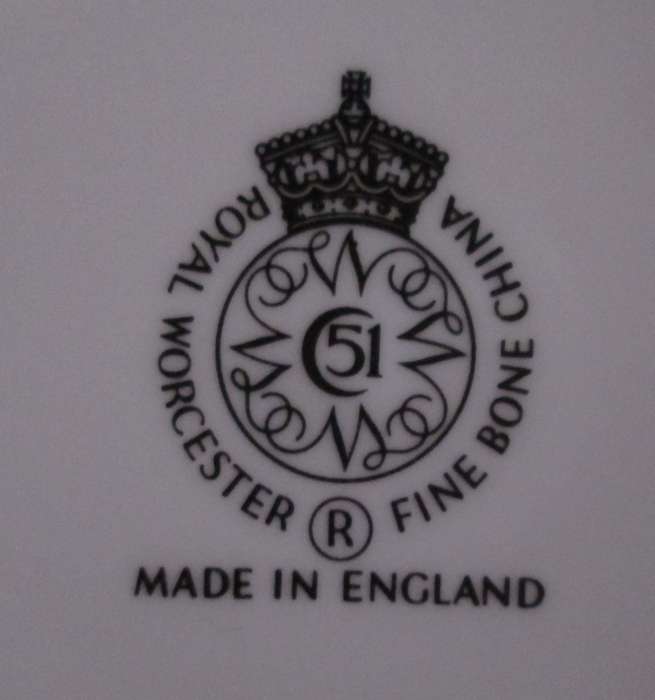 ROYAL WORCESTER ® FINE BONE CHINA
51
MADE IN ENGLAND